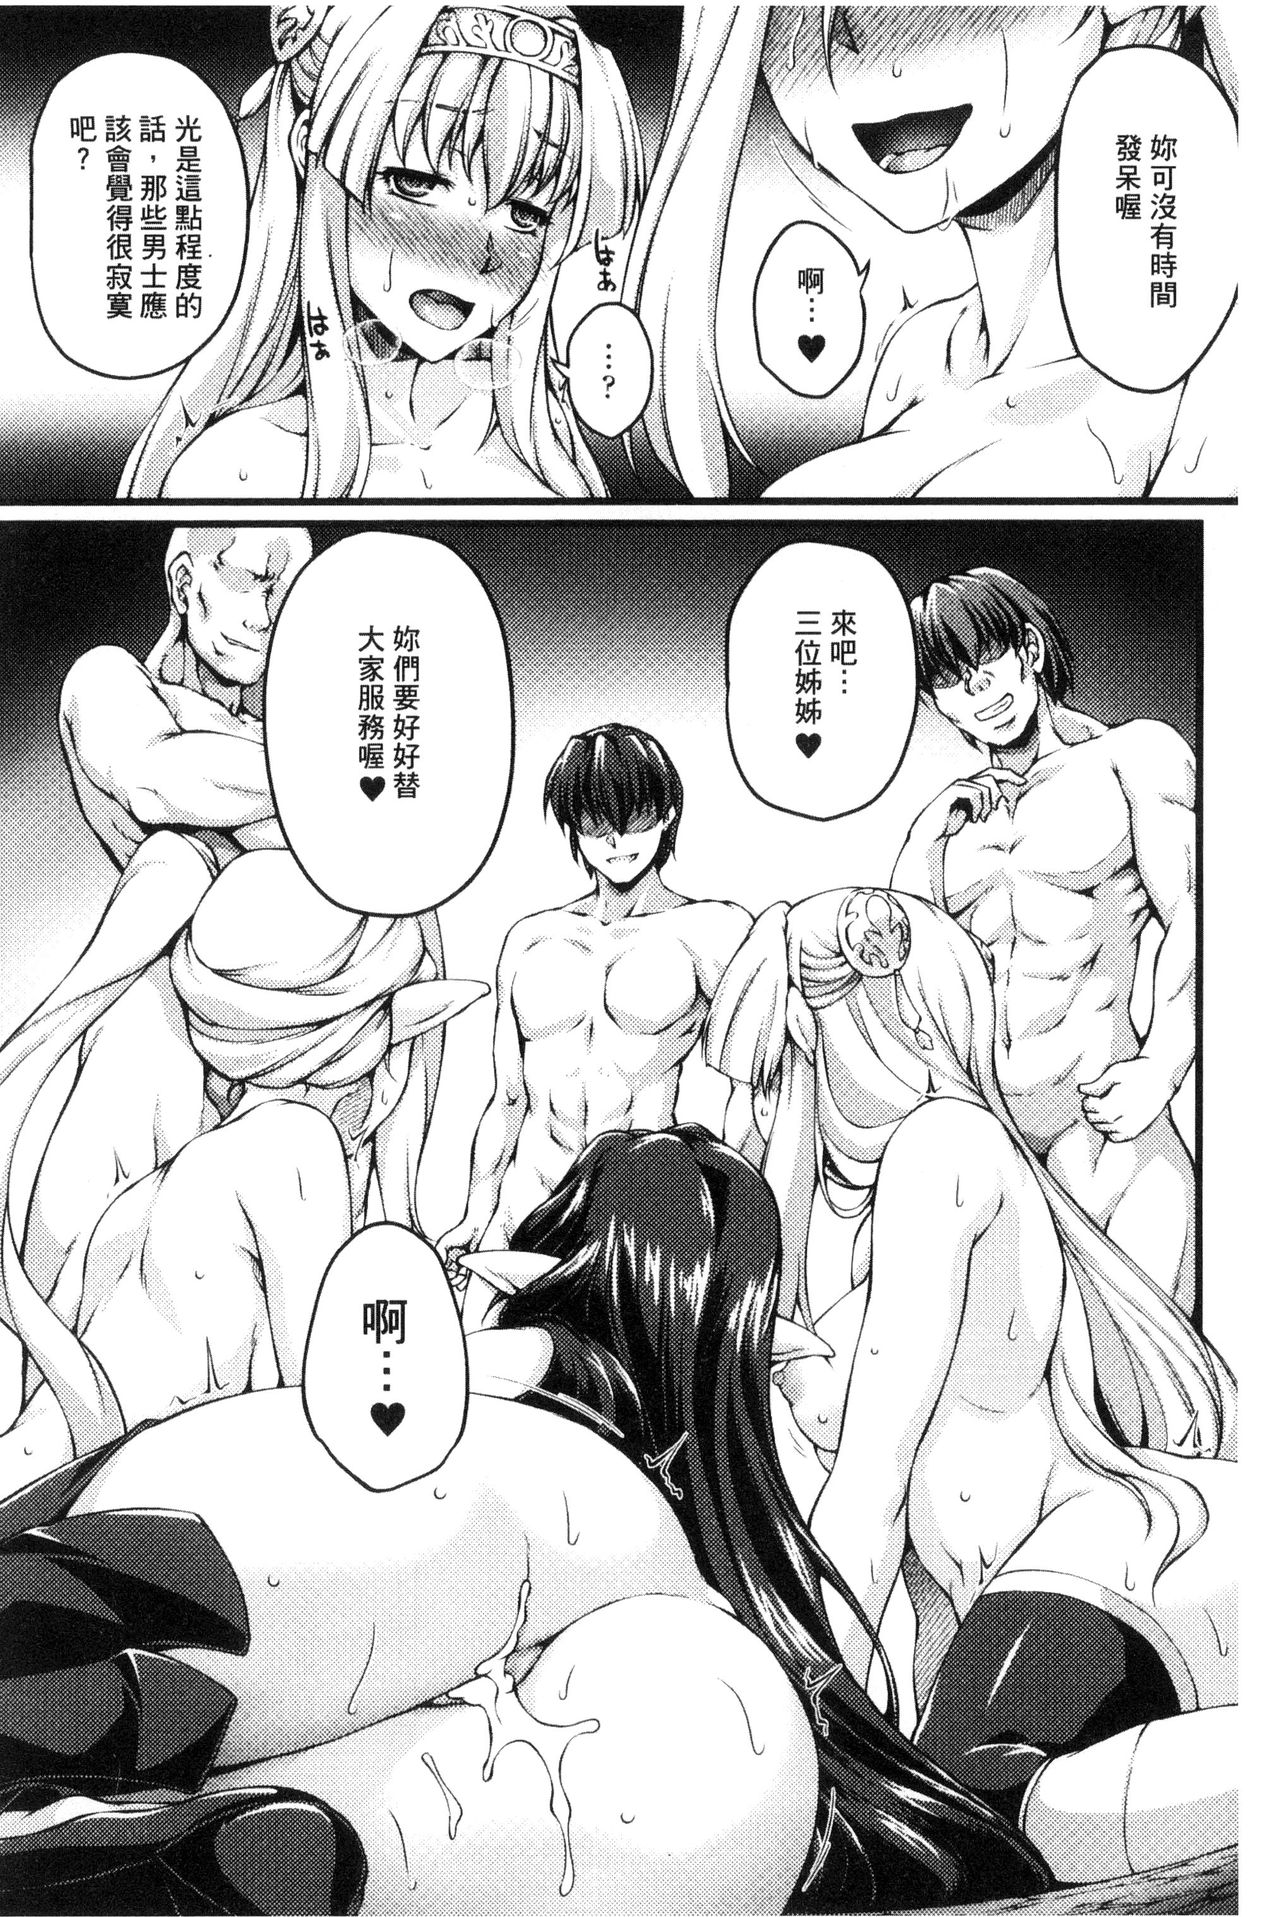 妳可沒有時間
發呆喔
啊…♥
…?
はぁ
はぁ
光是這點程度的
話，那些男士應
該會覺得很寂寞
吧？
來吧…
三位姊姊♥
妳們要好好替
大家服務喔♥
啊…♥